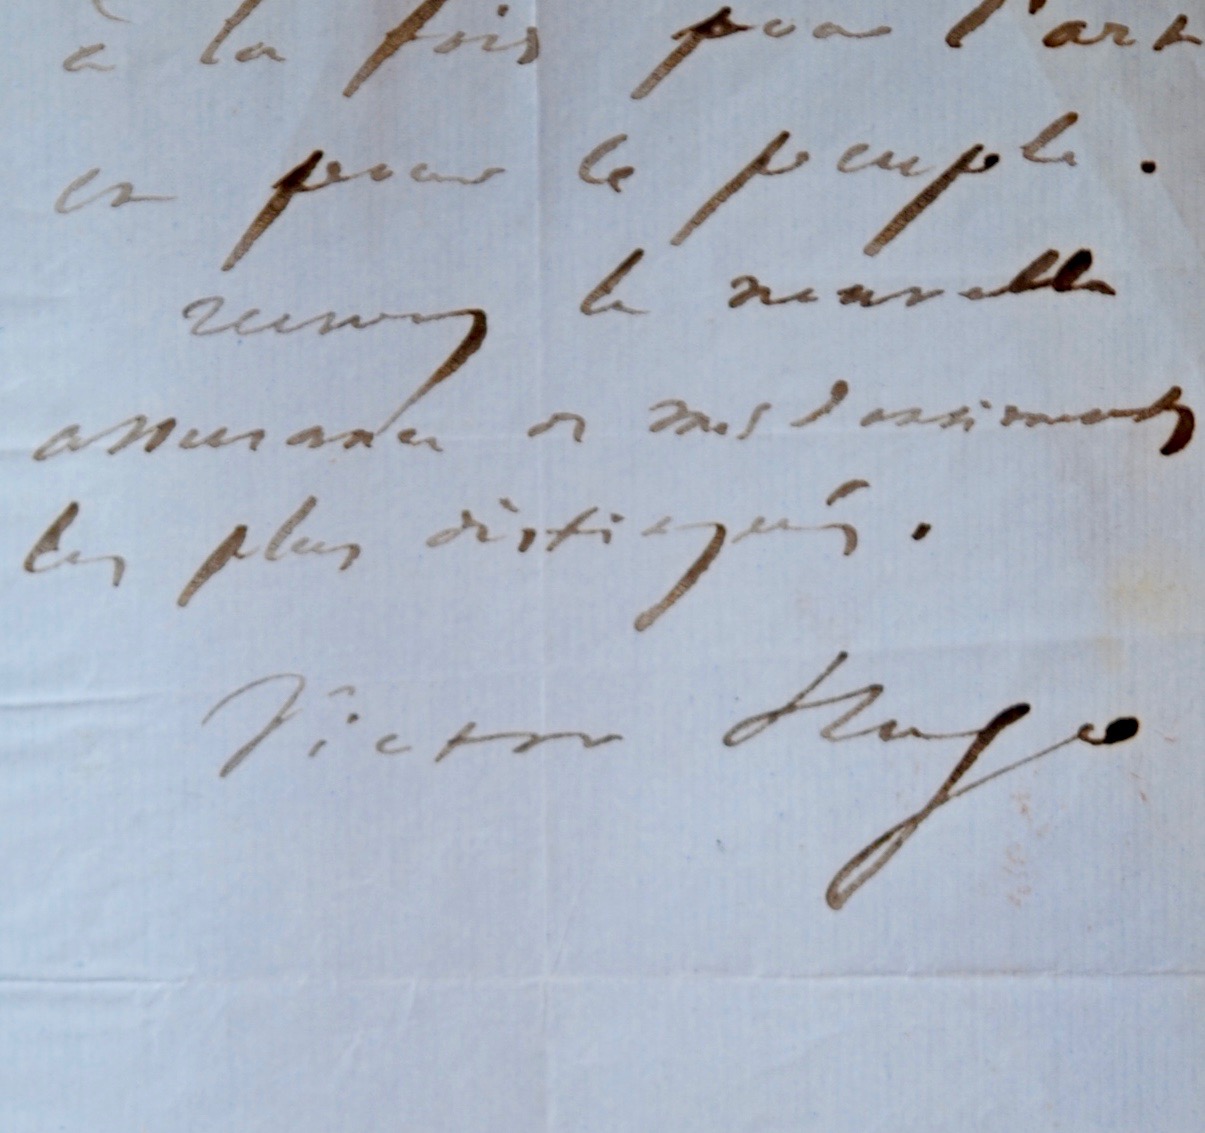 à la fois pour l'art
et pour le peuple.
recevez la nouvelle
assurance de mes sentiments
les plus distingués.
Victor Hugo